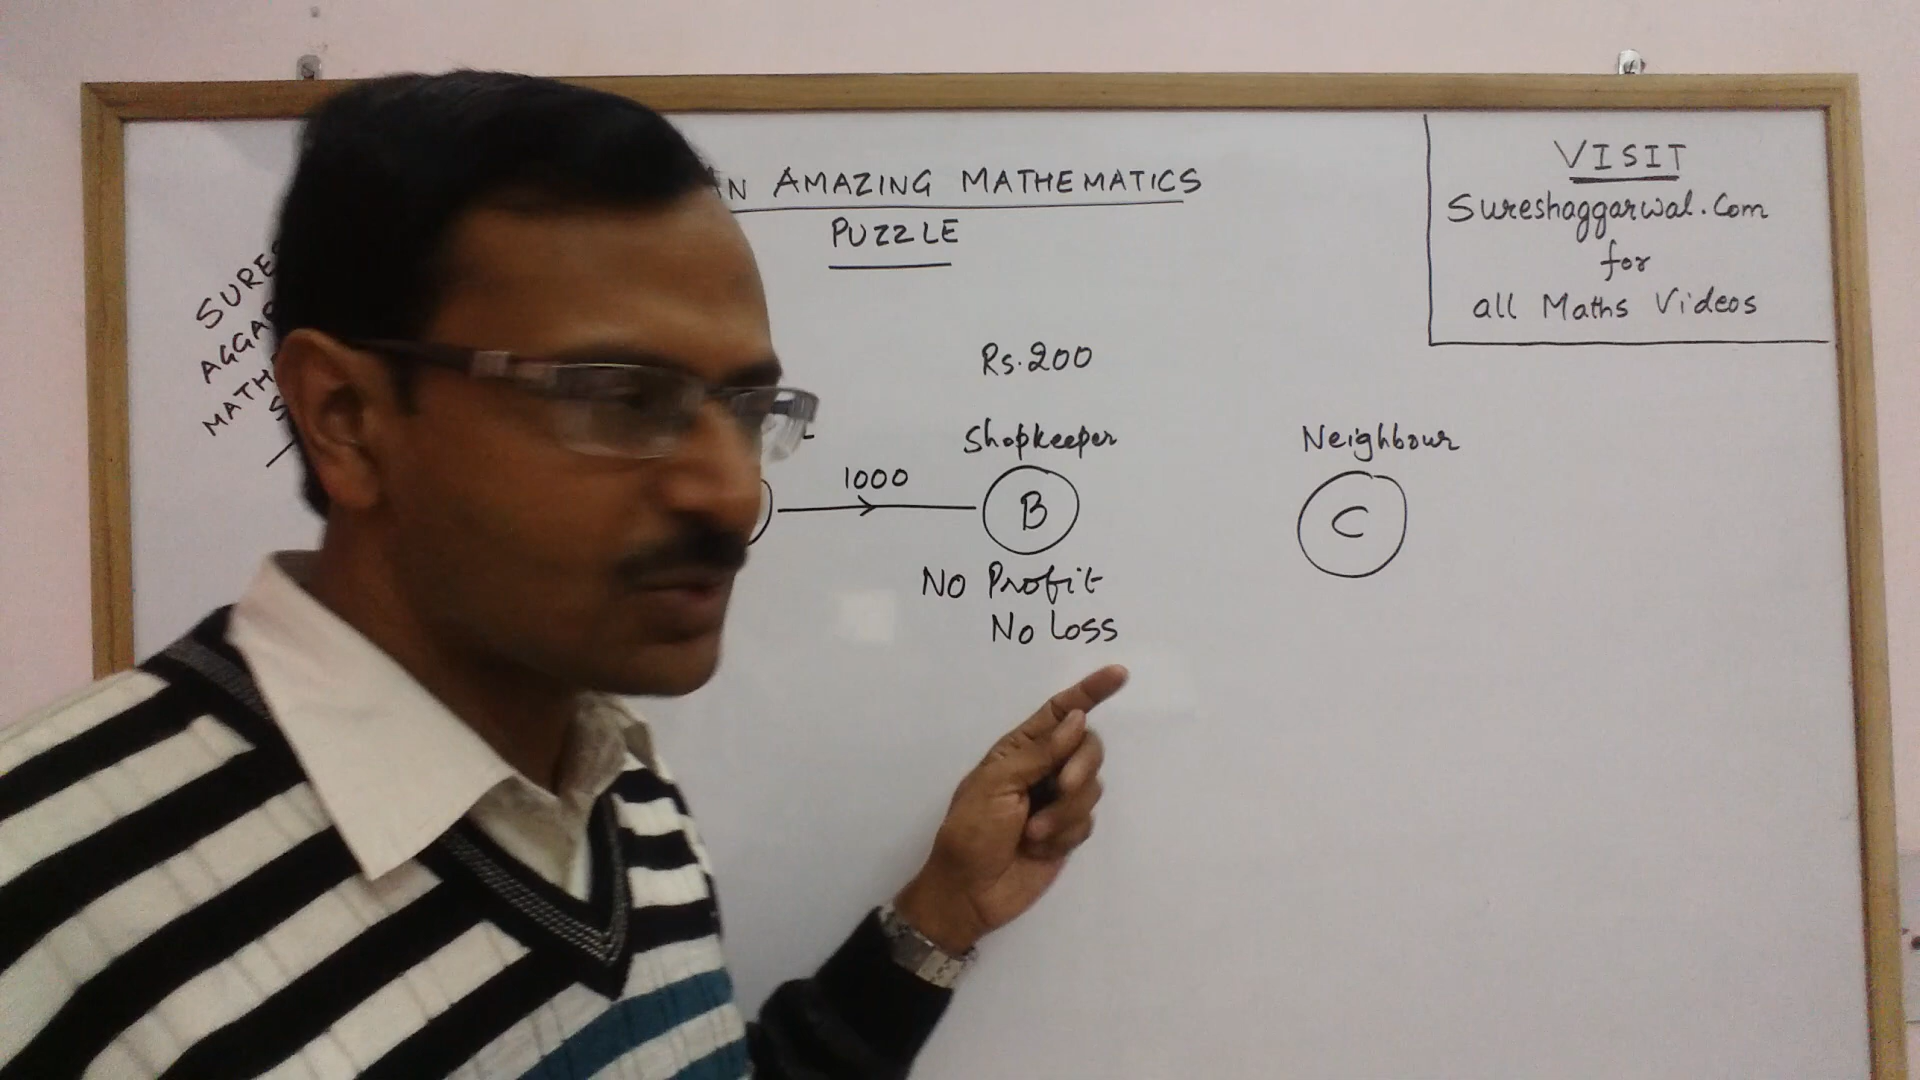 AN AMAZING MATHEMATICS
PUZZLE
VISIT
Sureshaggarwal.Com
for
all Maths Videos
Rs.200
Shopkeeper
Neighbour
1000
B
C
No Profit
No Loss